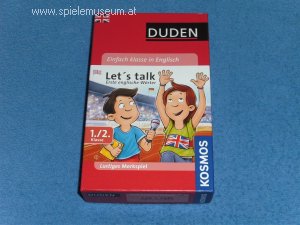 © www.spielemuseum.at
DUDEN
Einfach klasse in Englisch
Let´s talk
Erste englische Wörter
1./2.
Klasse
Lustiges Merkspiel
KOSMOS
DUDEN